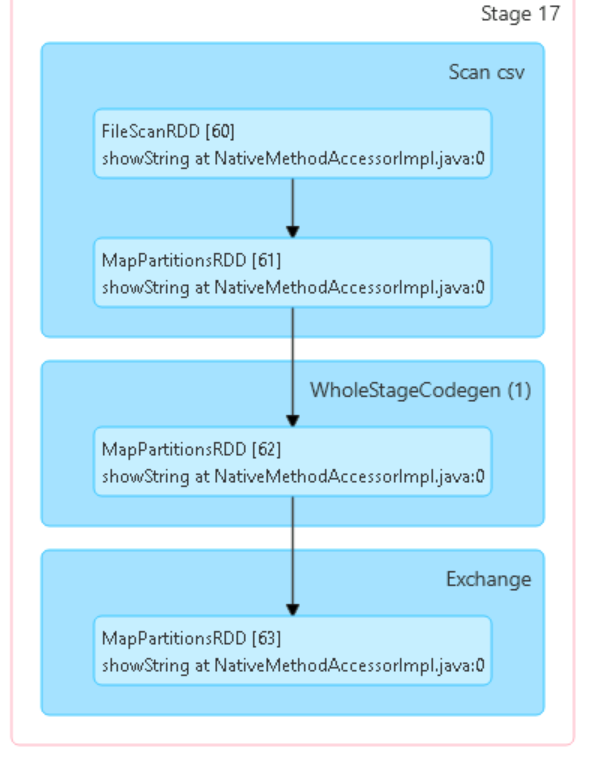 Stage 17
Scan csv
FileScanRDD [60]
showString at NativeMethodAccessorImpl.java:0
MapPartitionsRDD [61]
showString at NativeMethodAccessorImpl.java:0
WholeStageCodegen (1)
MapPartitionsRDD [62]
showString at NativeMethodAccessorImpl.java:0
Exchange
MapPartitionsRDD [63]
showString at NativeMethodAccessorImpl.java:0